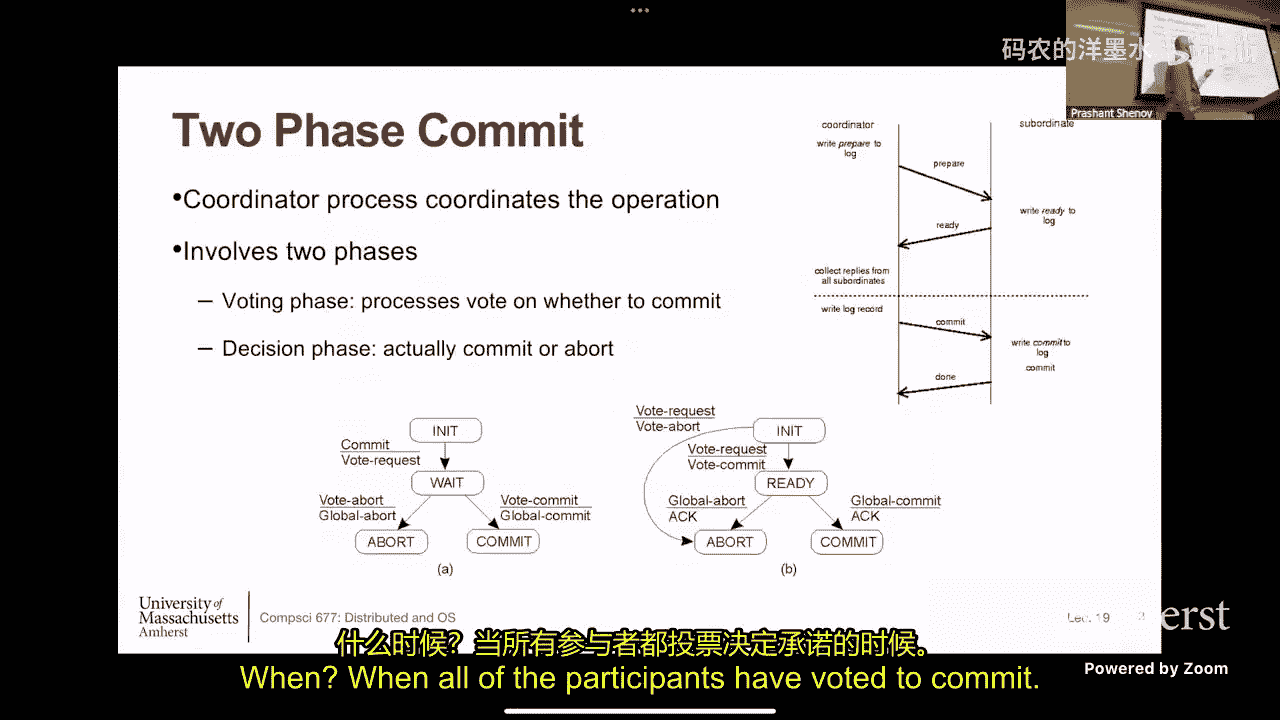 码农的洋墨水
Prashant Shenoy
Two Phase Commit
•Coordinator process coordinates the operation
•Involves two phases
– Voting phase: processes vote on whether to commit
– Decision phase: actually commit or abort
coordinator
subordinate
write prepare to
log
prepare
write ready to
log
ready
collect replies from
all subordinates
write log record
commit
write commit to
log
commit
done
INIT
Commit
Vote-request
WAIT
Vote-abort
Global-abort
Vote-commit
Global-commit
ABORT
COMMIT
(a)
Vote-request
Vote-abort
INIT
Vote-request
Vote-commit
READY
Global-abort
ACK
Global-commit
ACK
ABORT
COMMIT
(b)
University of
Massachusetts
Amherst
Compsci 677: Distributed and OS
Lec. 19
erst
什么时候？当所有参与者都投票决定承诺的时候。
When? When all of the participants have voted to commit.
Powered by Zoom